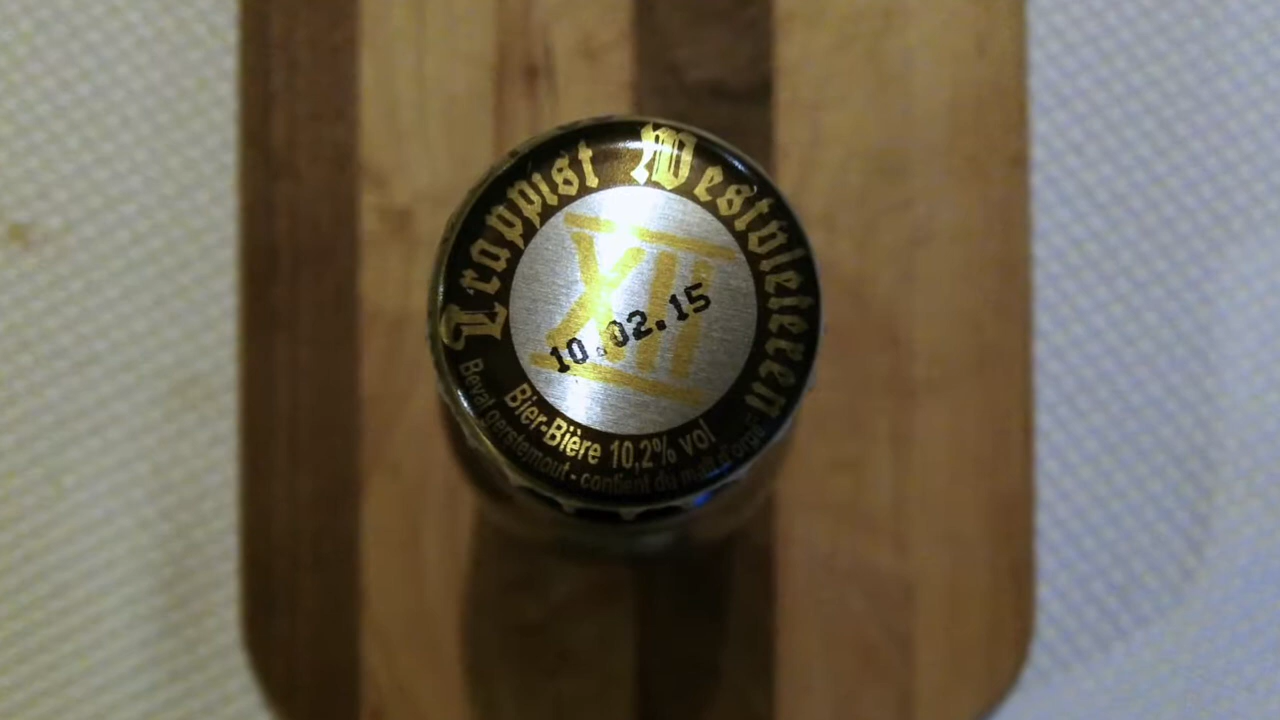 Trappist Westvleteren
XII
10.02.15
Bier-Bière 10,2% vol
Bevat gerstemout - contient du malt d'orge